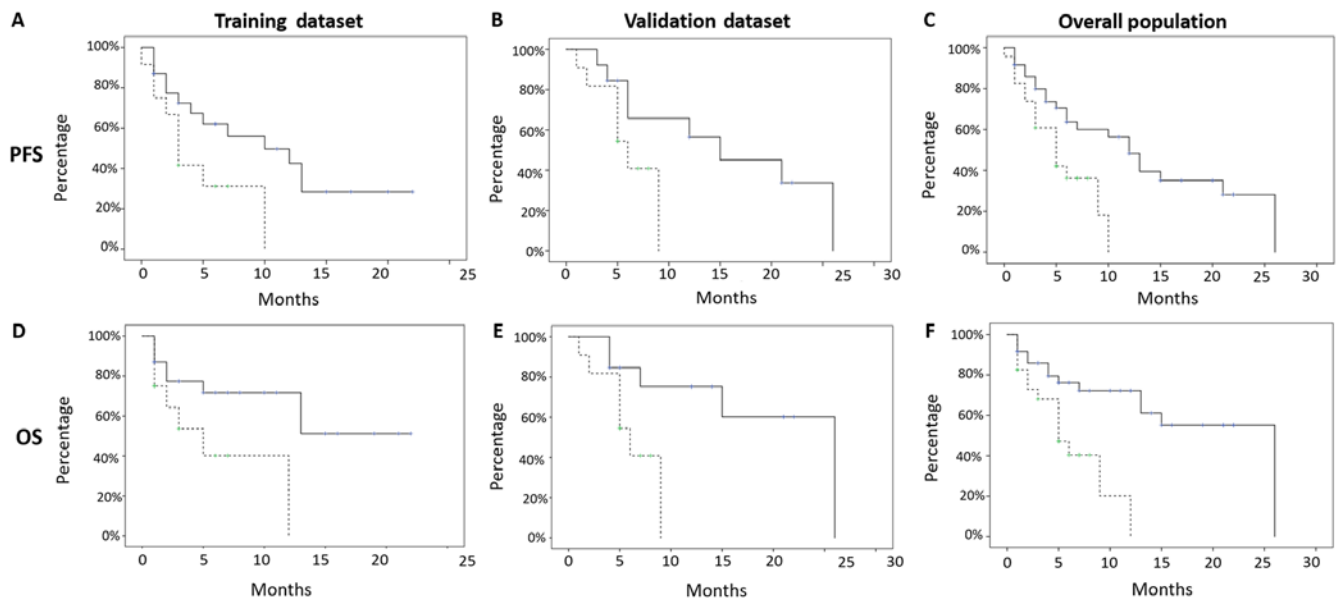 A Training dataset
B Validation dataset
C Overall population
PFS
Percentage
100%
80%
60%
40%
20%
0%
0 5 10 15 20 25
Months
Percentage
100%
80%
60%
40%
20%
0%
0 5 10 15 20 25 30
Months
Percentage
100%
80%
60%
40%
20%
0%
0 5 10 15 20 25 30
Months
OS
D
Percentage
100%
80%
60%
40%
20%
0%
0 5 10 15 20 25
Months
E
Percentage
100%
80%
60%
40%
20%
0%
0 5 10 15 20 25 30
Months
F
Percentage
100%
80%
60%
40%
20%
0%
0 5 10 15 20 25 30
Months